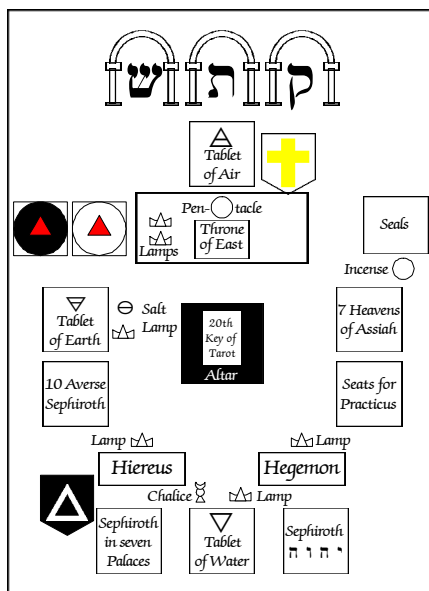 ק ת ש
Tablet
of Air
Pen- tacle
Throne
of East
Lamps
Seals
Incense
Tablet
of Earth
Salt
Lamp
20th
Key of
Tarot
Altar
7 Heavens
of Assiah
10 Averse
Sephiroth
Seats for
Practicus
Lamp
Lamp
Hiereus
Hegemon
Chalice
Lamp
Sephiroth
in seven
Palaces
Tablet
of Water
Sephiroth
י ה ו ה